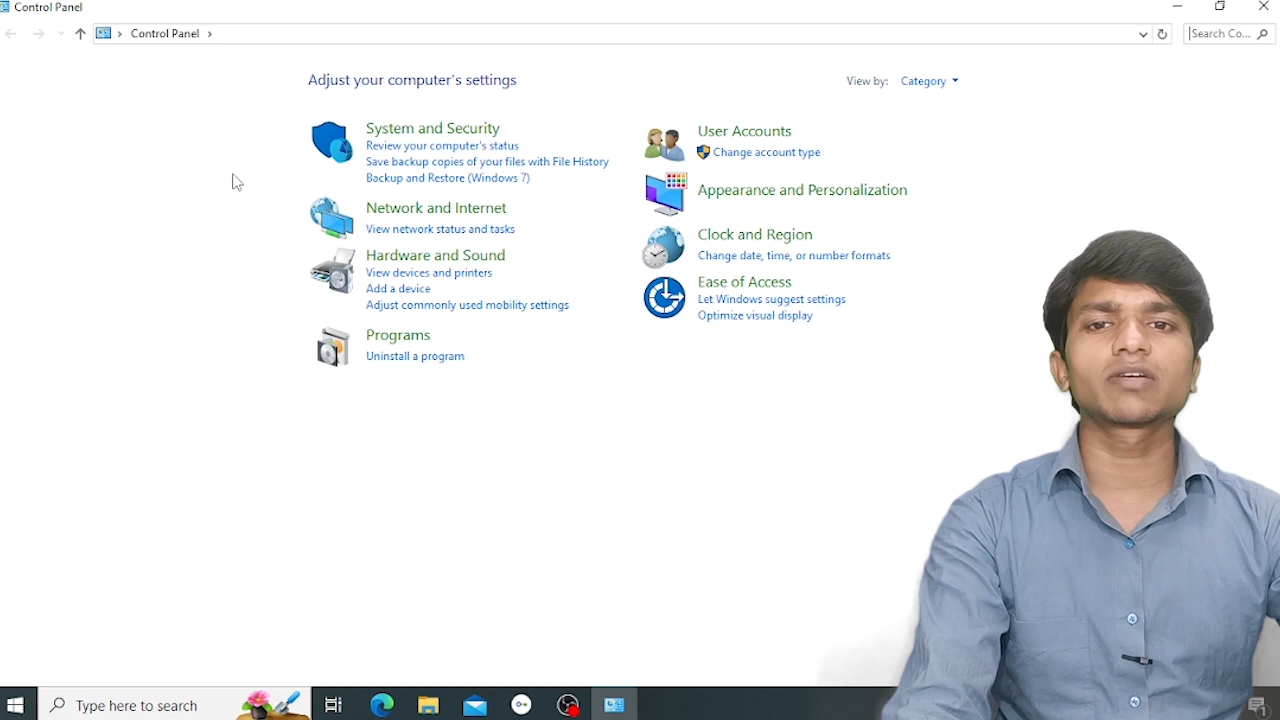 Control Panel
Control Panel
Search Co...
Adjust your computer's settings
View by: Category
System and Security
Review your computer's status
Save backup copies of your files with File History
Backup and Restore (Windows 7)
Network and Internet
View network status and tasks
Hardware and Sound
View devices and printers
Add a device
Adjust commonly used mobility settings
Programs
Uninstall a program
User Accounts
Change account type
Appearance and Personalization
Clock and Region
Change date, time, or number formats
Ease of Access
Let Windows suggest settings
Optimize visual display
Type here to search
1